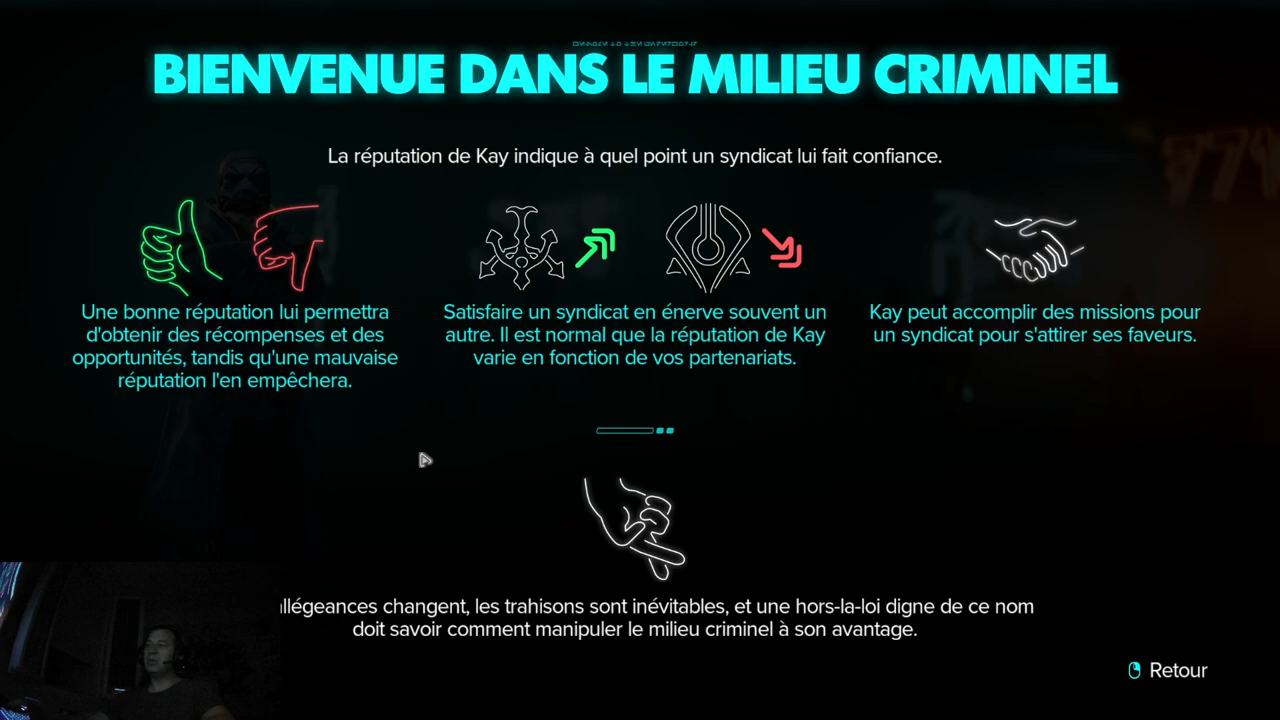 BIENVENUE DANS LE MILIEU CRIMINEL
La réputation de Kay indique à quel point un syndicat lui fait confiance.
Une bonne réputation lui permettra
d'obtenir des récompenses et des
opportunités, tandis qu'une mauvaise
réputation l'en empêchera.
Satisfaire un syndicat en énerve souvent un
autre. Il est normal que la réputation de Kay
varie en fonction de vos partenariats.
Kay peut accomplir des missions pour
un syndicat pour s'attirer ses faveurs.
llégeances changent, les trahisons sont inévitables, et une hors-la-loi digne de ce nom
doit savoir comment manipuler le milieu criminel à son avantage.
Retour